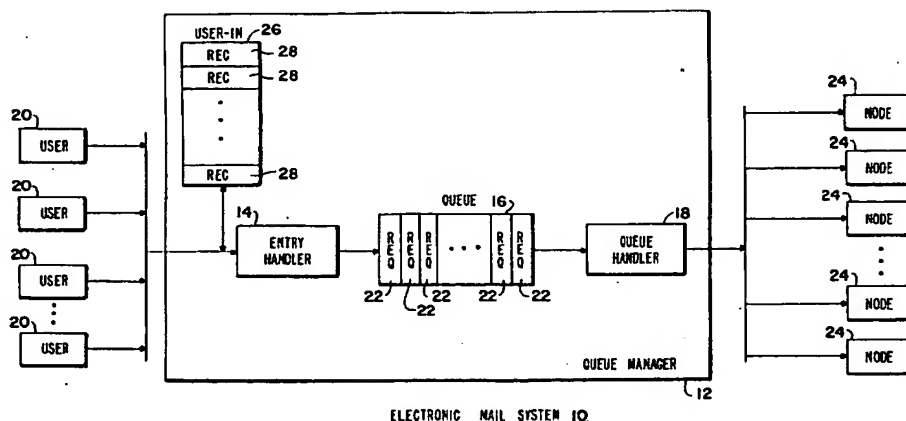 USER-IN 26
REC 28
REC 28
REC 28
20
USER
20
USER
20
USER
20
USER
14
ENTRY
HANDLER
QUEUE 16
REQ REQ REQ REQ REQ
22 22 22 22 22
18
QUEUE
HANDLER
24
NODE
24
NODE
24
NODE
24
NODE
24
NODE
QUEUE MANAGER
12
ELECTRONIC MAIL SYSTEM 10